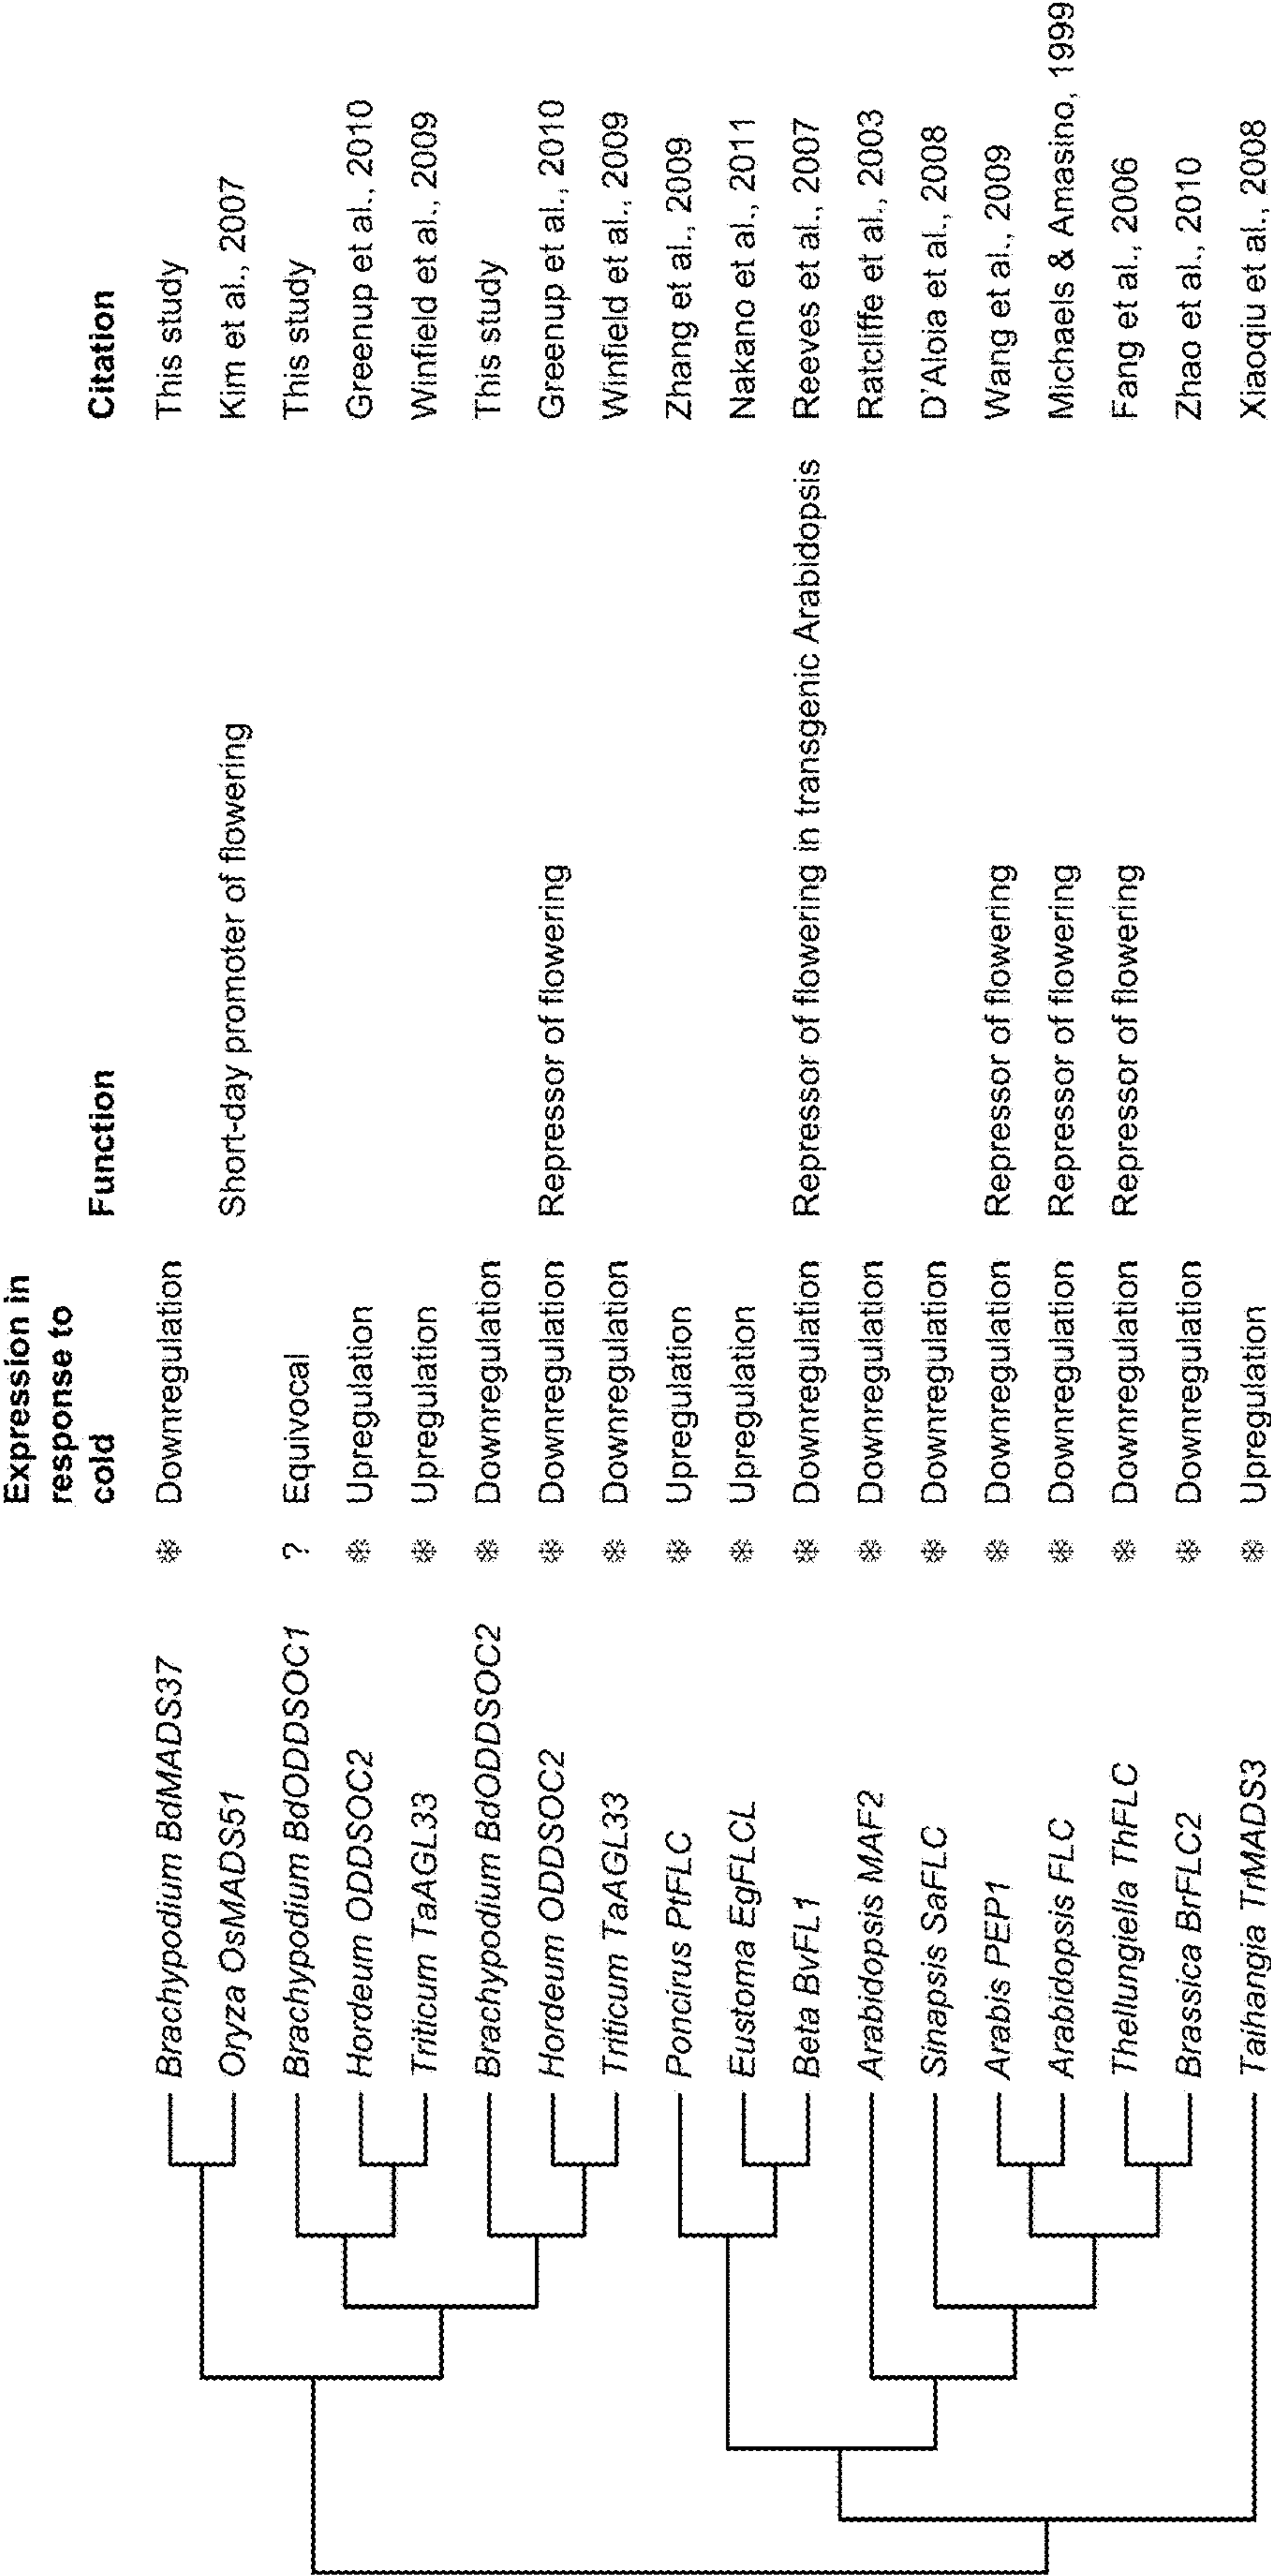 Expression in
response to
cold Function Citation
Brachypodium BdMADS37 Downregulation This study
Oryza OsMADS51 Short-day promoter of flowering Kim et al., 2007
Brachypodium BdODDSOC1 ? Equivocal This study
Hordeum ODDSOC2 Upregulation Greenup et al., 2010
Triticum TaAGL33 Upregulation Winfield et al., 2009
Brachypodium BdODDSOC2 Downregulation This study
Hordeum ODDSOC2 Downregulation Repressor of flowering Greenup et al., 2010
Triticum TaAGL33 Downregulation Winfield et al., 2009
Poncirus PtFLC Upregulation Zhang et al., 2009
Eustoma EgFLCL Upregulation Nakano et al., 2011
Beta BvFL1 Downregulation Repressor of flowering in transgenic Arabidopsis Reeves et al., 2007
Arabidopsis MAF2 Downregulation Ratcliffe et al., 2003
Sinapsis SaFLC Downregulation D'Aloia et al., 2008
Arabis PEP1 Downregulation Repressor of flowering Wang et al., 2009
Arabidopsis FLC Downregulation Repressor of flowering Michaels & Amasino, 1999
Thellungiella ThFLC Downregulation Repressor of flowering Fang et al., 2006
Brassica BrFLC2 Downregulation Zhao et al., 2010
Taihangia TrMADS3 Upregulation Xiaoqiu et al., 2008